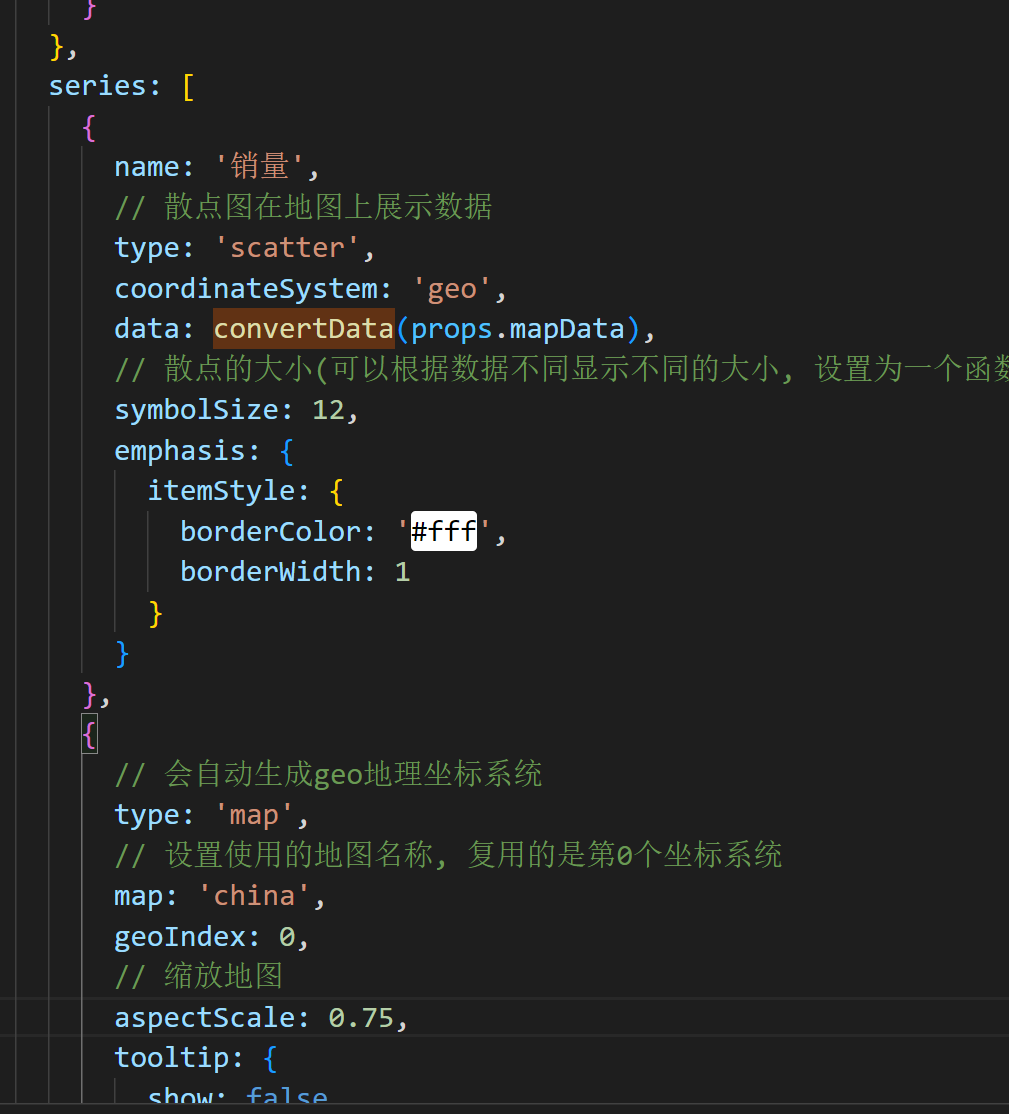 }
},
series: [
{
name: '销量',
// 散点图在地图上展示数据
type: 'scatter',
coordinateSystem: 'geo',
data: convertData(props.mapData),
// 散点的大小(可以根据数据不同显示不同的大小, 设置为一个函数
symbolSize: 12,
emphasis: {
itemStyle: {
borderColor: '#fff',
borderWidth: 1
}
}
},
{
// 会自动生成geo地理坐标系统
type: 'map',
// 设置使用的地图名称, 复用的是第0个坐标系统
map: 'china',
geoIndex: 0,
// 缩放地图
aspectScale: 0.75,
tooltip: {
show: false